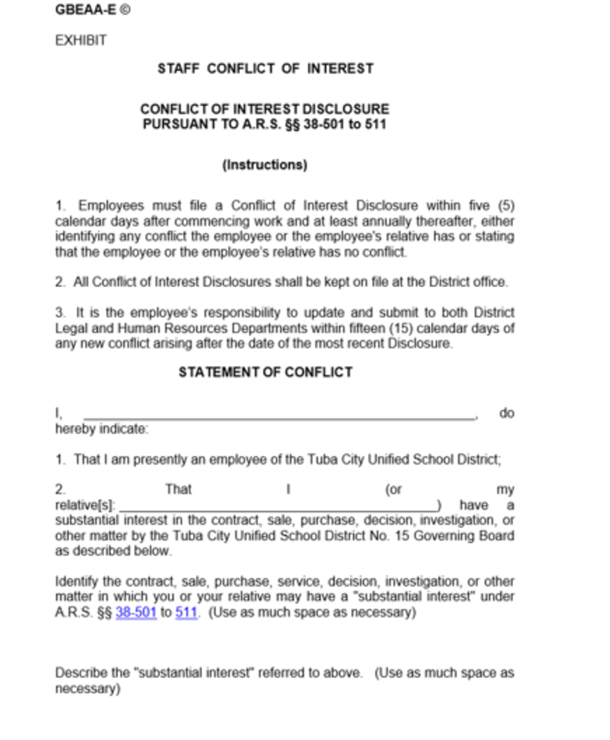 GBEAA-E ©
EXHIBIT
STAFF CONFLICT OF INTEREST
CONFLICT OF INTEREST DISCLOSURE
PURSUANT TO A.R.S. §§ 38-501 to 511
(Instructions)
1. Employees must file a Conflict of Interest Disclosure within five (5)
calendar days after commencing work and at least annually thereafter, either
identifying any conflict the employee or the employee's relative has or stating
that the employee or the employee's relative has no conflict.
2. All Conflict of Interest Disclosures shall be kept on file at the District office.
3. It is the employee's responsibility to update and submit to both District
Legal and Human Resources Departments within fifteen (15) calendar days of
any new conflict arising after the date of the most recent Disclosure.
STATEMENT OF CONFLICT
I, ____________________, do
hereby indicate:
1. That I am presently an employee of the Tuba City Unified School District;
2. That I (or my
relative[s]: ____________________) have a
substantial interest in the contract, sale, purchase, decision, investigation, or
other matter by the Tuba City Unified School District No. 15 Governing Board
as described below.
Identify the contract, sale, purchase, service, decision, investigation, or other
matter in which you or your relative may have a "substantial interest" under
A.R.S. §§ 38-501 to 511. (Use as much space as necessary)
Describe the "substantial interest" referred to above. (Use as much space as
necessary)